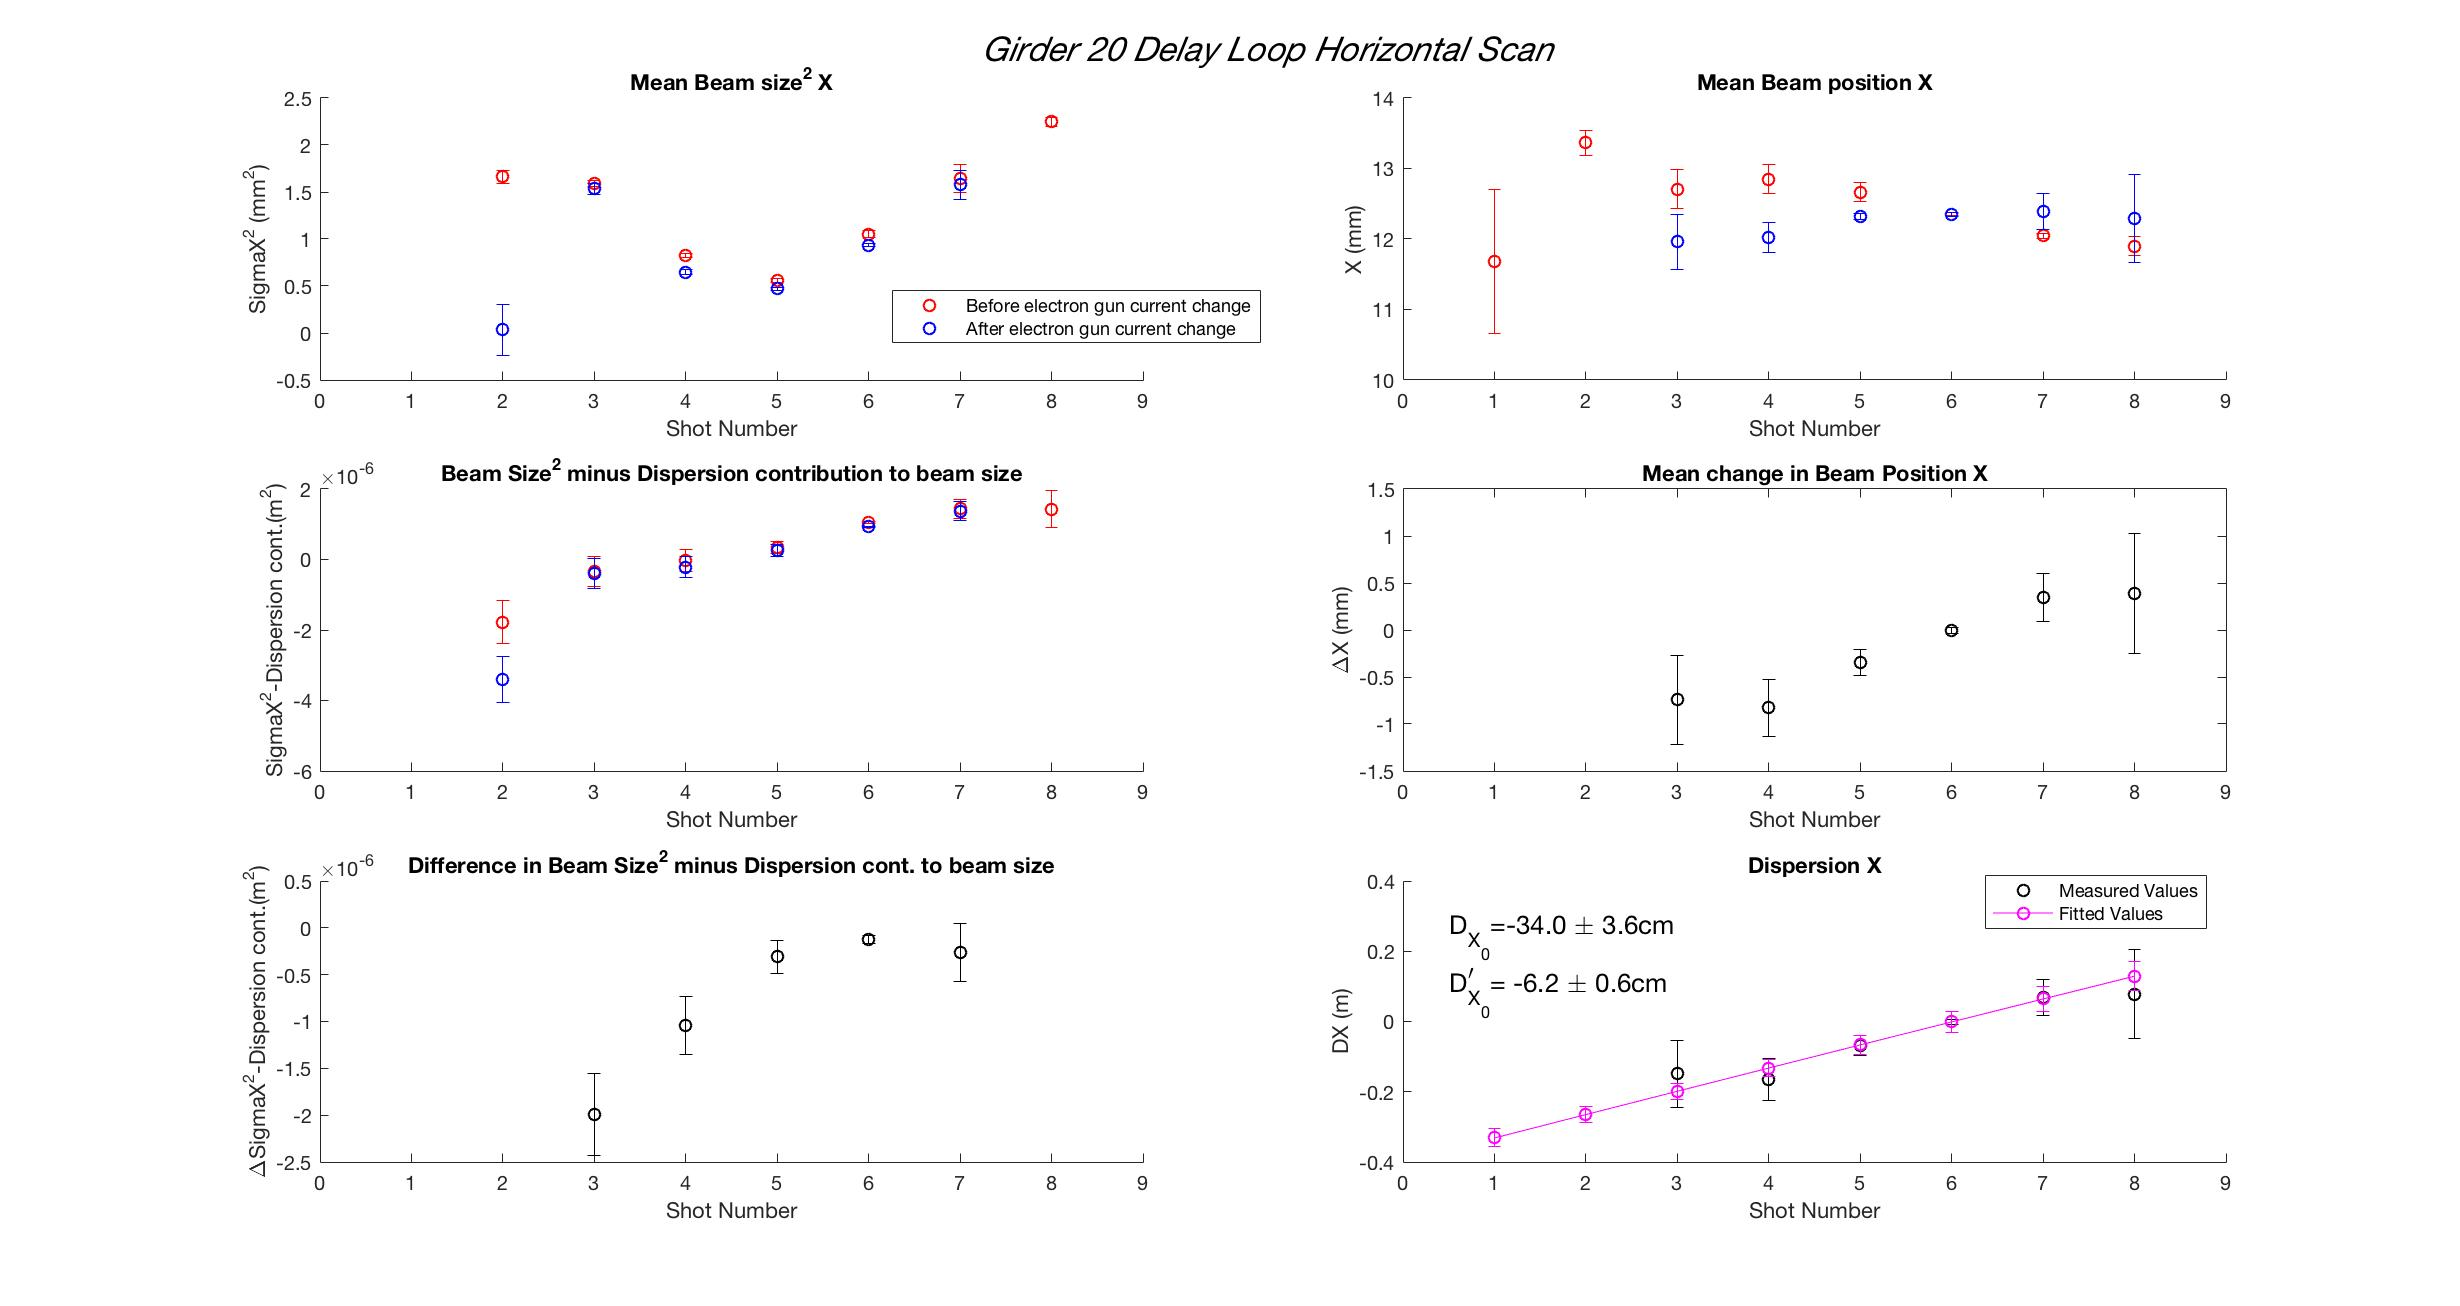 Girder 20 Delay Loop Horizontal Scan
Mean Beam size² X
2.5
2
1.5
1
0.5
0
-0.5
SigmaX² (mm²)
0 1 2 3 4 5 6 7 8 9
Shot Number
Before electron gun current change
After electron gun current change
Mean Beam position X
14
13
12
11
10
X (mm)
0 1 2 3 4 5 6 7 8 9
Shot Number
Beam Size² minus Dispersion contribution to beam size
×10⁻⁶
2
0
-2
-4
-6
SigmaX²-Dispersion cont.(m²)
0 1 2 3 4 5 6 7 8 9
Shot Number
Mean change in Beam Position X
1.5
1
0.5
0
-0.5
-1
-1.5
ΔX (mm)
0 1 2 3 4 5 6 7 8 9
Shot Number
Difference in Beam Size² minus Dispersion cont. to beam size
×10⁻⁶
0.5
0
-0.5
-1
-1.5
-2
-2.5
ΔSigmaX²-Dispersion cont.(m²)
0 1 2 3 4 5 6 7 8 9
Shot Number
Dispersion X
0.4
0.2
0
-0.2
-0.4
DX (m)
D_X₀=-34.0 ± 3.6cm
D′_X₀= -6.2 ± 0.6cm
Measured Values
Fitted Values
0 1 2 3 4 5 6 7 8 9
Shot Number